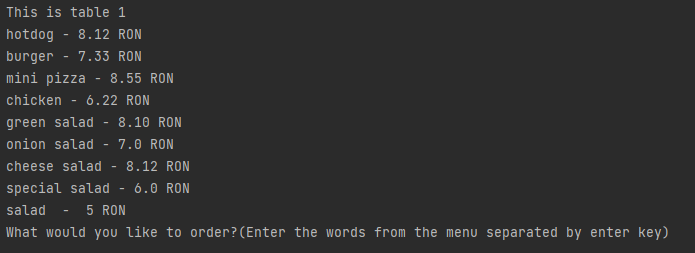 This is table 1
hotdog - 8.12 RON
burger - 7.33 RON
mini pizza - 8.55 RON
chicken - 6.22 RON
green salad - 8.10 RON
onion salad - 7.0 RON
cheese salad - 8.12 RON
special salad - 6.0 RON
salad  -  5 RON
What would you like to order?(Enter the words from the menu separated by enter key)